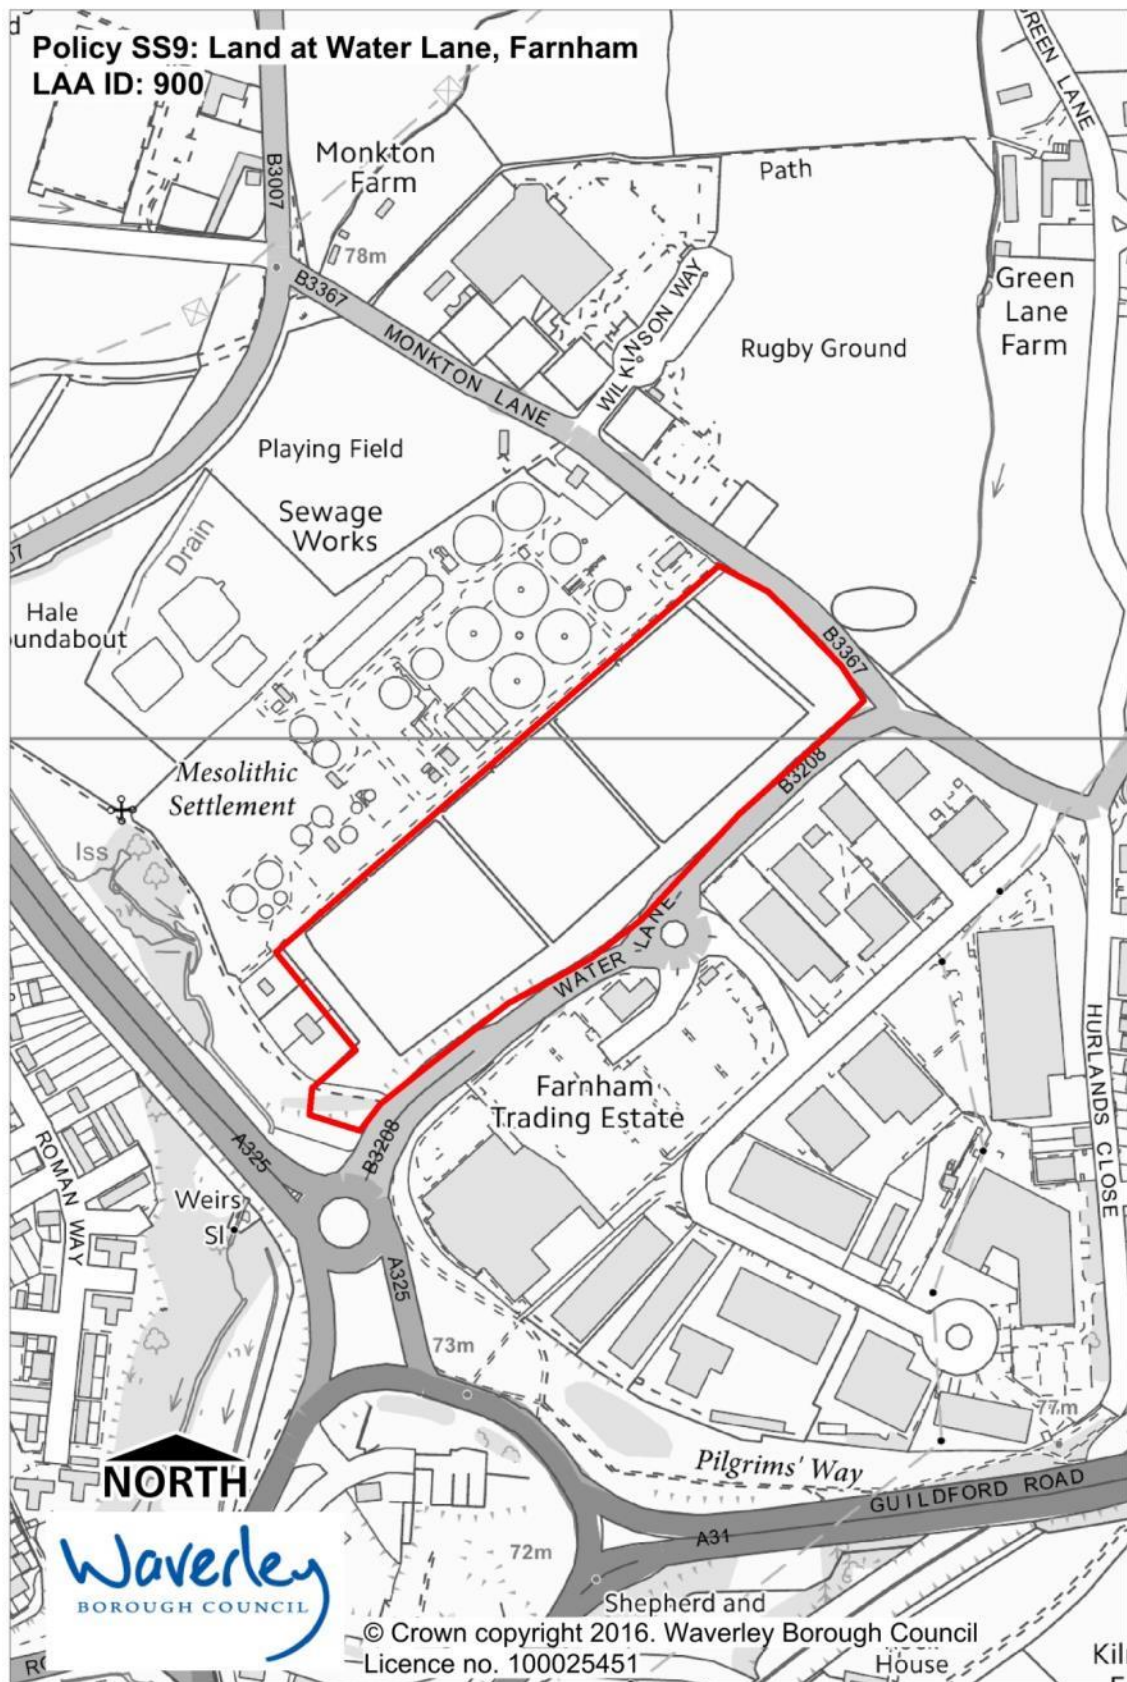 Policy SS9: Land at Water Lane, Farnham
LAA ID: 900
GREEN LANE
B3007
Monkton
Farm
Path
78m
B3367
MONKTON LANE
WILKINSON WAY
Green
Lane
Farm
Rugby Ground
Playing Field
Sewage
Works
Drain
Hale
oundabout
07
B3367
B3208
Mesolithic
Settlement
Iss
WATER LANE
Farnham
Trading Estate
HURLANDS CLOSE
B3208
A325
ROMAN WAY
Weirs
Sl
A325
73m
77m
Pilgrims' Way
GUILDFORD ROAD
A31
NORTH
72m
Waverley
BOROUGH COUNCIL
Shepherd and
© Crown copyright 2016. Waverley Borough Council
Licence no. 100025451
House
Kil